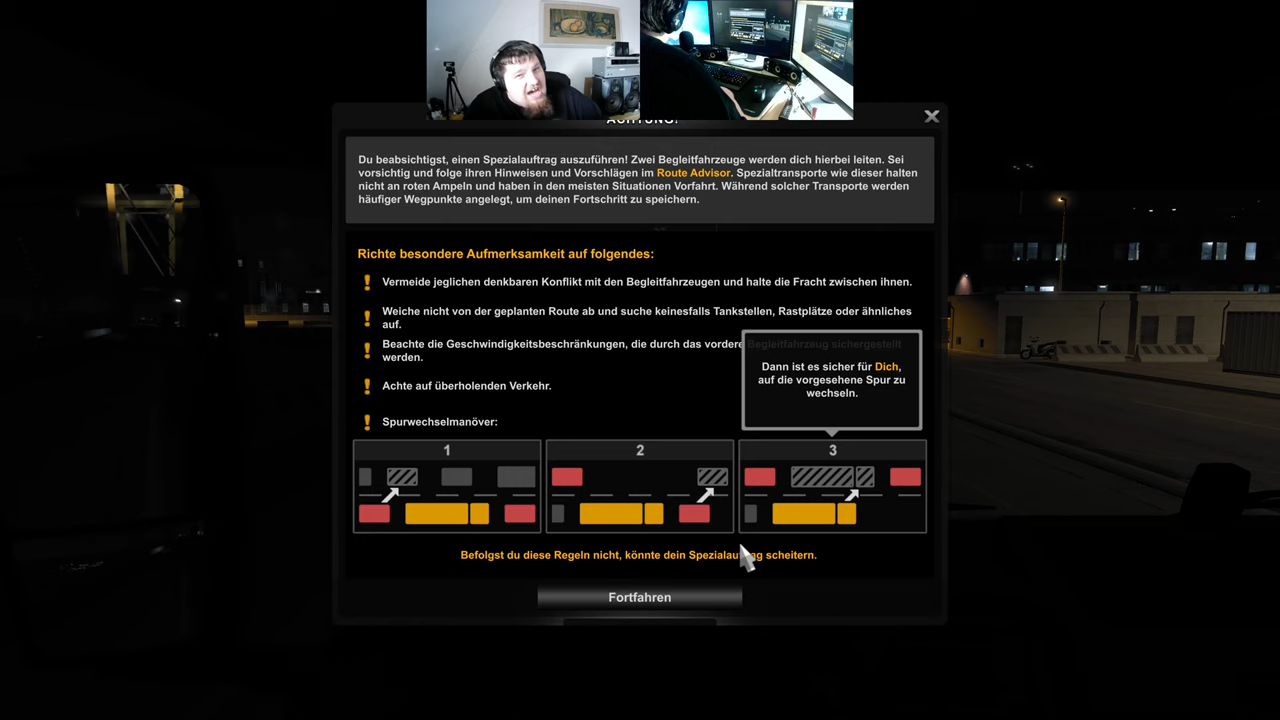 ACHTUNG!
Du beabsichtigst, einen Spezialauftrag auszuführen! Zwei Begleitfahrzeuge werden dich hierbei leiten. Sei
vorsichtig und folge ihren Hinweisen und Vorschlägen im Route Advisor. Spezialtransporte wie dieser halten
nicht an roten Ampeln und haben in den meisten Situationen Vorfahrt. Während solcher Transporte werden
häufiger Wegpunkte angelegt, um deinen Fortschritt zu speichern.
Richte besondere Aufmerksamkeit auf folgendes:
Vermeide jeglichen denkbaren Konflikt mit den Begleitfahrzeugen und halte die Fracht zwischen ihnen.
Weiche nicht von der geplanten Route ab und suche keinesfalls Tankstellen, Rastplätze oder ähnliches
auf.
Beachte die Geschwindigkeitsbeschränkungen, die durch das vordere Begleitfahrzeug sichergestellt
werden.
Achte auf überholenden Verkehr.
Spurwechselmanöver:
Dann ist es sicher für Dich,
auf die vorgesehene Spur zu
wechseln.
1
2
3
Befolgst du diese Regeln nicht, könnte dein Spezialauftrag scheitern.
Fortfahren